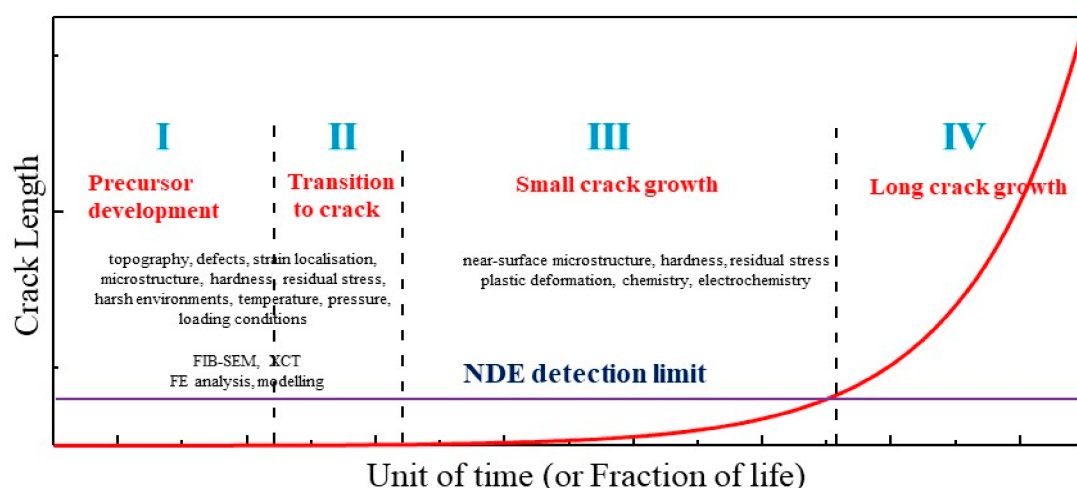 I
II
III
IV
Precursor
development
Transition
to crack
Small crack growth
Long crack growth
topography, defects, strain localisation,
microstructure, hardness, residual stress,
harsh environments, temperature, pressure,
loading conditions
near-surface microstructure, hardness, residual stress
plastic deformation, chemistry, electrochemistry
FIB-SEM, XCT
FE analysis, modelling
NDE detection limit
Crack Length
Unit of time (or Fraction of life)